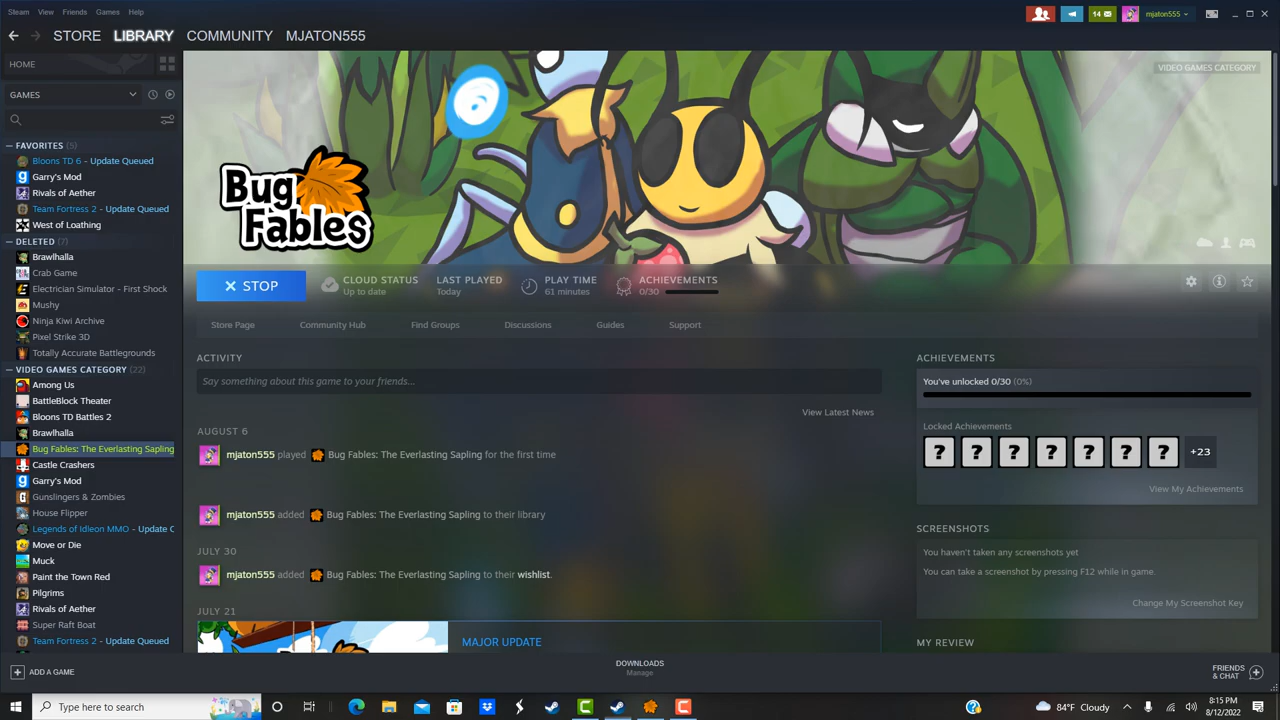 Steam View Friends Games Help
14 mjaton555
STORE LIBRARY COMMUNITY MJATON555
HOME
VIDEO GAMES CATEGORY
GAMES
FAVORITES (5)
Bloons TD 6 - Update Queued
Garry's Mod
Rivals of Aether
Team Fortress 2 - Update Queued
West of Loathing
DELETED (7)
Brawlhalla
Crab Game
Electrician Simulator - First Shock
Mushy
Ninja Kiwi Archive
Pixel Strike 3D
Totally Accurate Battlegrounds
VIDEO GAMES CATEGORY (22)
Among Us
BattleBlock Theater
Bloons TD Battles 2
Brawlhalla
Bug Fables: The Everlasting Sapling
Castle Crashers
Garry's Mod
Gunslingers & Zombies
House Flipper
Legends of Idleon MMO - Update C
Move or Die
Muck
Paint the Town Red
Pilgrims
Rivals of Aether
Super Raft Boat
Team Fortress 2 - Update Queued
Bug
Fables
STOP
CLOUD STATUS
Up to date
LAST PLAYED
Today
PLAY TIME
61 minutes
ACHIEVEMENTS
0/30
Store Page Community Hub Find Groups Discussions Guides Support
ACTIVITY
Say something about this game to your friends...
View Latest News
AUGUST 6
mjaton555 played Bug Fables: The Everlasting Sapling for the first time
mjaton555 added Bug Fables: The Everlasting Sapling to their library
JULY 30
mjaton555 added Bug Fables: The Everlasting Sapling to their wishlist.
JULY 21
MAJOR UPDATE
ACHIEVEMENTS
You've unlocked 0/30 (0%)
Locked Achievements
? ? ? ? ? ? ? +23
View My Achievements
SCREENSHOTS
You haven't taken any screenshots yet
You can take a screenshot by pressing F12 while in game.
Change My Screenshot Key
MY REVIEW
ADD A GAME
DOWNLOADS
Manage
FRIENDS
& CHAT
Type here to search
84°F Cloudy
8:15 PM
8/12/2022